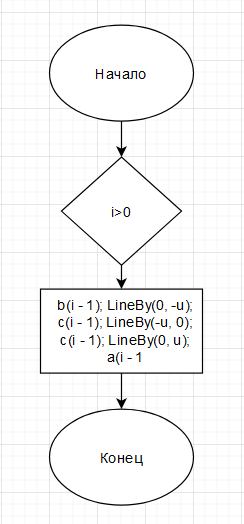 Начало
i>0
b(i - 1); LineBy(0, -u);
c(i - 1); LineBy(-u, 0);
c(i - 1); LineBy(0, u);
a(i - 1
Конец